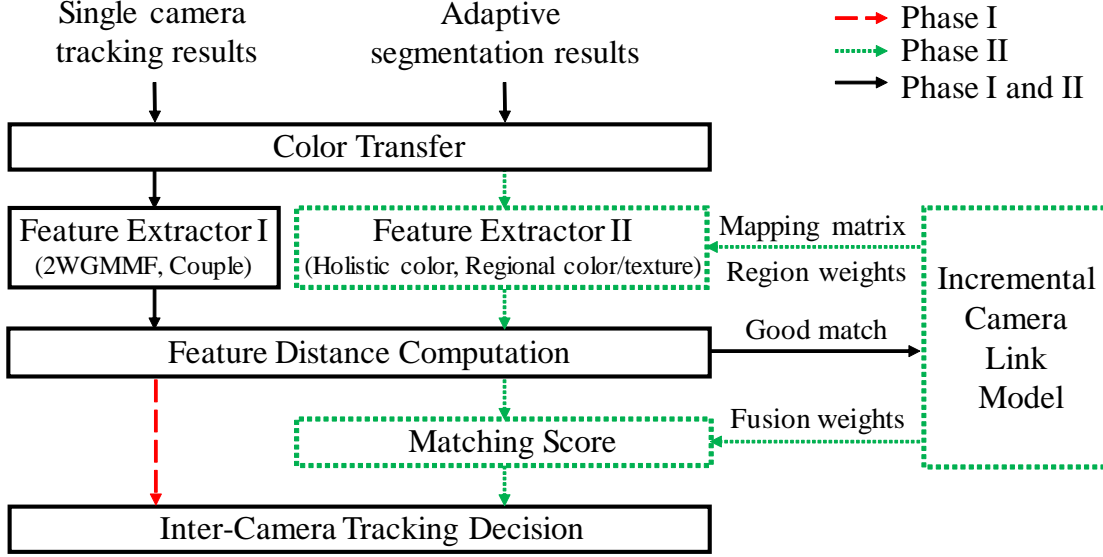 Single camera
tracking results
Adaptive
segmentation results
Phase I
Phase II
Phase I and II
Color Transfer
Feature Extractor I
(2WGMMF, Couple)
Feature Extractor II
(Holistic color, Regional color/texture)
Mapping matrix
Region weights
Incremental
Camera
Link
Model
Feature Distance Computation
Good match
Matching Score
Fusion weights
Inter-Camera Tracking Decision